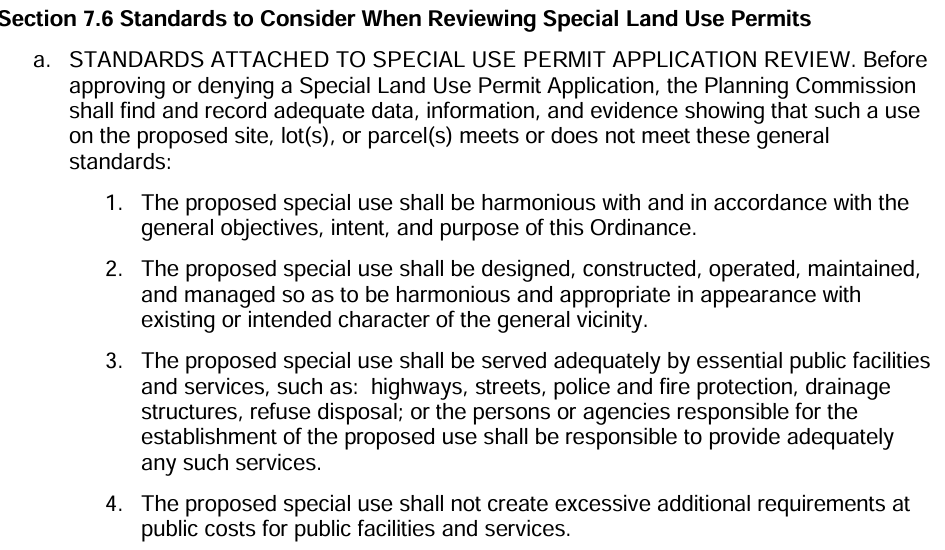 Section 7.6 Standards to Consider When Reviewing Special Land Use Permits
a. STANDARDS ATTACHED TO SPECIAL USE PERMIT APPLICATION REVIEW. Before
approving or denying a Special Land Use Permit Application, the Planning Commission
shall find and record adequate data, information, and evidence showing that such a use
on the proposed site, lot(s), or parcel(s) meets or does not meet these general
standards:
1. The proposed special use shall be harmonious with and in accordance with the
general objectives, intent, and purpose of this Ordinance.
2. The proposed special use shall be designed, constructed, operated, maintained,
and managed so as to be harmonious and appropriate in appearance with
existing or intended character of the general vicinity.
3. The proposed special use shall be served adequately by essential public facilities
and services, such as:  highways, streets, police and fire protection, drainage
structures, refuse disposal; or the persons or agencies responsible for the
establishment of the proposed use shall be responsible to provide adequately
any such services.
4. The proposed special use shall not create excessive additional requirements at
public costs for public facilities and services.